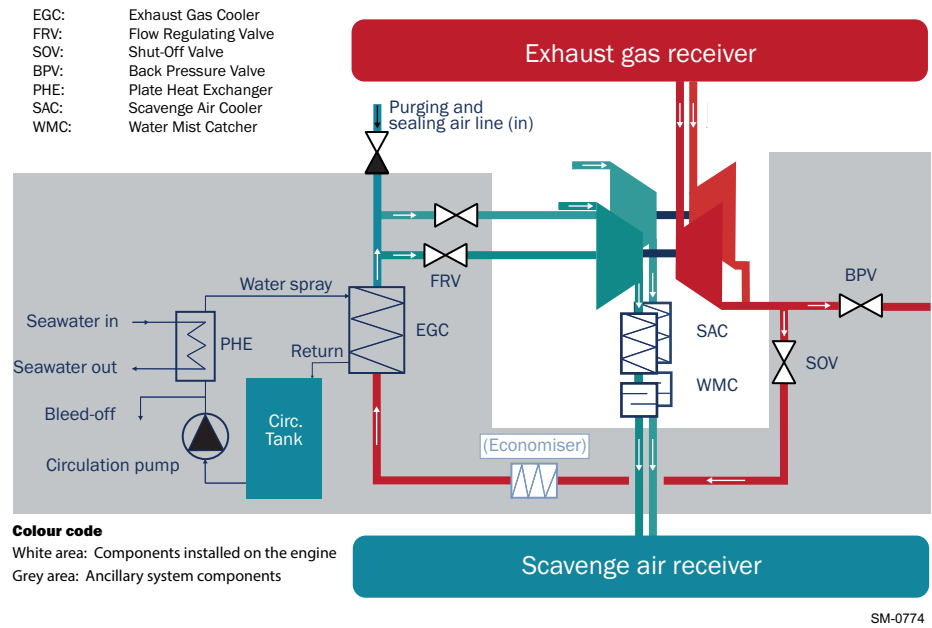 EGC: Exhaust Gas Cooler
FRV: Flow Regulating Valve
SOV: Shut-Off Valve
BPV: Back Pressure Valve
PHE: Plate Heat Exchanger
SAC: Scavenge Air Cooler
WMC: Water Mist Catcher
Exhaust gas receiver
Purging and
sealing air line (in)
FRV
BPV
Water spray
Seawater in
PHE
EGC
SAC
Return
SOV
Seawater out
WMC
Bleed-off
Circ.
Tank
(Economiser)
Circulation pump
Colour code
White area: Components installed on the engine
Grey area: Ancillary system components
Scavenge air receiver
SM-0774